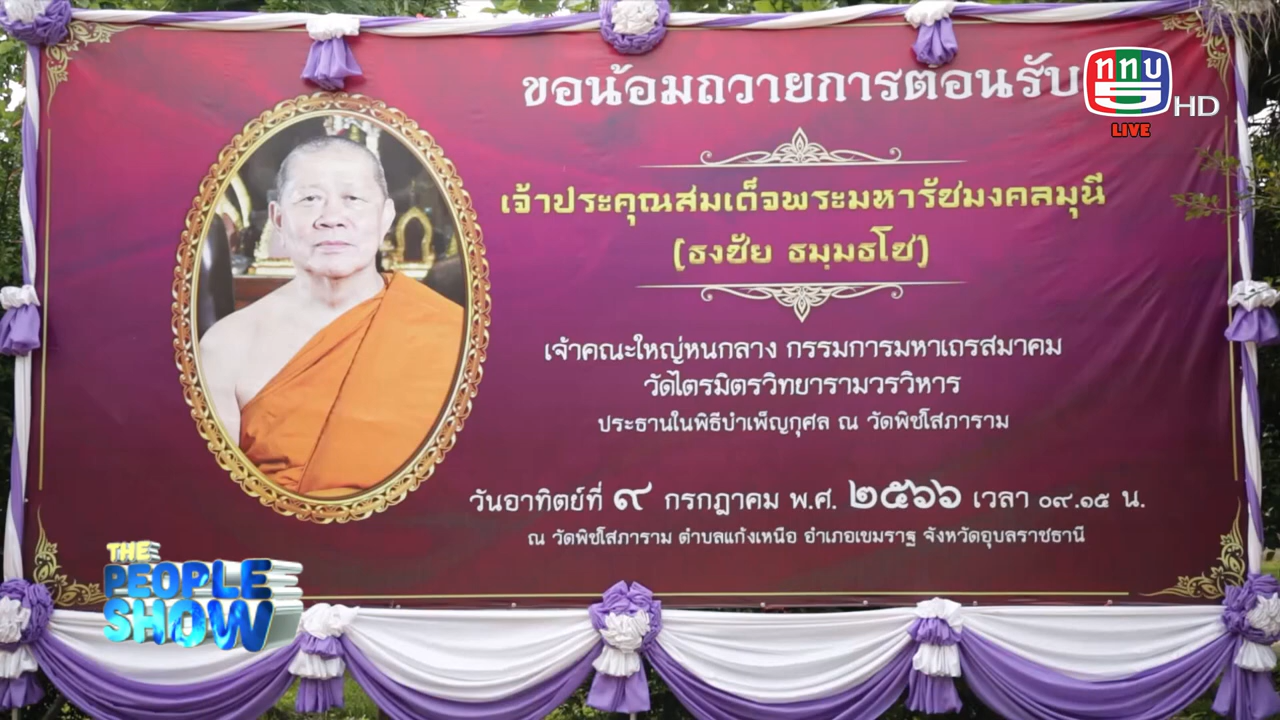 ขอน้อมถวายการตอนรับ
ททบ
5 HD
LIVE
เจ้าประคุณสมเด็จพระมหารัชมงคลมุนี
(ธงชัย ธมฺมธโช)
เจ้าคณะใหญ่หนกลาง กรรมการมหาเถรสมาคม
วัดไตรมิตรวิทยารามวรวิหาร
ประธานในพิธีบำเพ็ญกุศล ณ วัดพิชโสภาราม
วันอาทิตย์ที่ ๙ กรกฎาคม พ.ศ. ๒๕๖๖ เวลา ๐๙.๑๕ น.
ณ วัดพิชโสภาราม ตำบลแก้งเหนือ อำเภอเขมราฐ จังหวัดอุบลราชธานี
THE
PEOPLE
SHOW